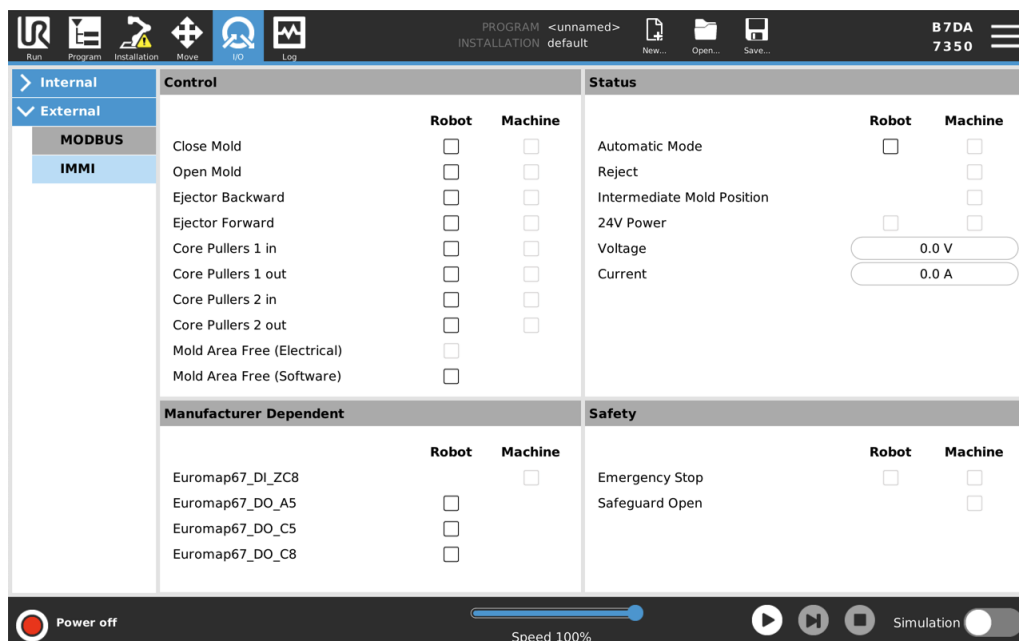 PROGRAM <unnamed>
INSTALLATION default
B7DA
7350
UR
Run
Program
Installation
Move
I/O
Log
New...
Open...
Save...
Internal
External
MODBUS
IMMI
Control
Robot Machine
Close Mold
Open Mold
Ejector Backward
Ejector Forward
Core Pullers 1 in
Core Pullers 1 out
Core Pullers 2 in
Core Pullers 2 out
Mold Area Free (Electrical)
Mold Area Free (Software)
Status
Robot Machine
Automatic Mode
Reject
Intermediate Mold Position
24V Power
Voltage 0.0 V
Current 0.0 A
Manufacturer Dependent
Robot Machine
Euromap67_DI_ZC8
Euromap67_DO_A5
Euromap67_DO_C5
Euromap67_DO_C8
Safety
Robot Machine
Emergency Stop
Safeguard Open
Power off
Speed 100%
Simulation